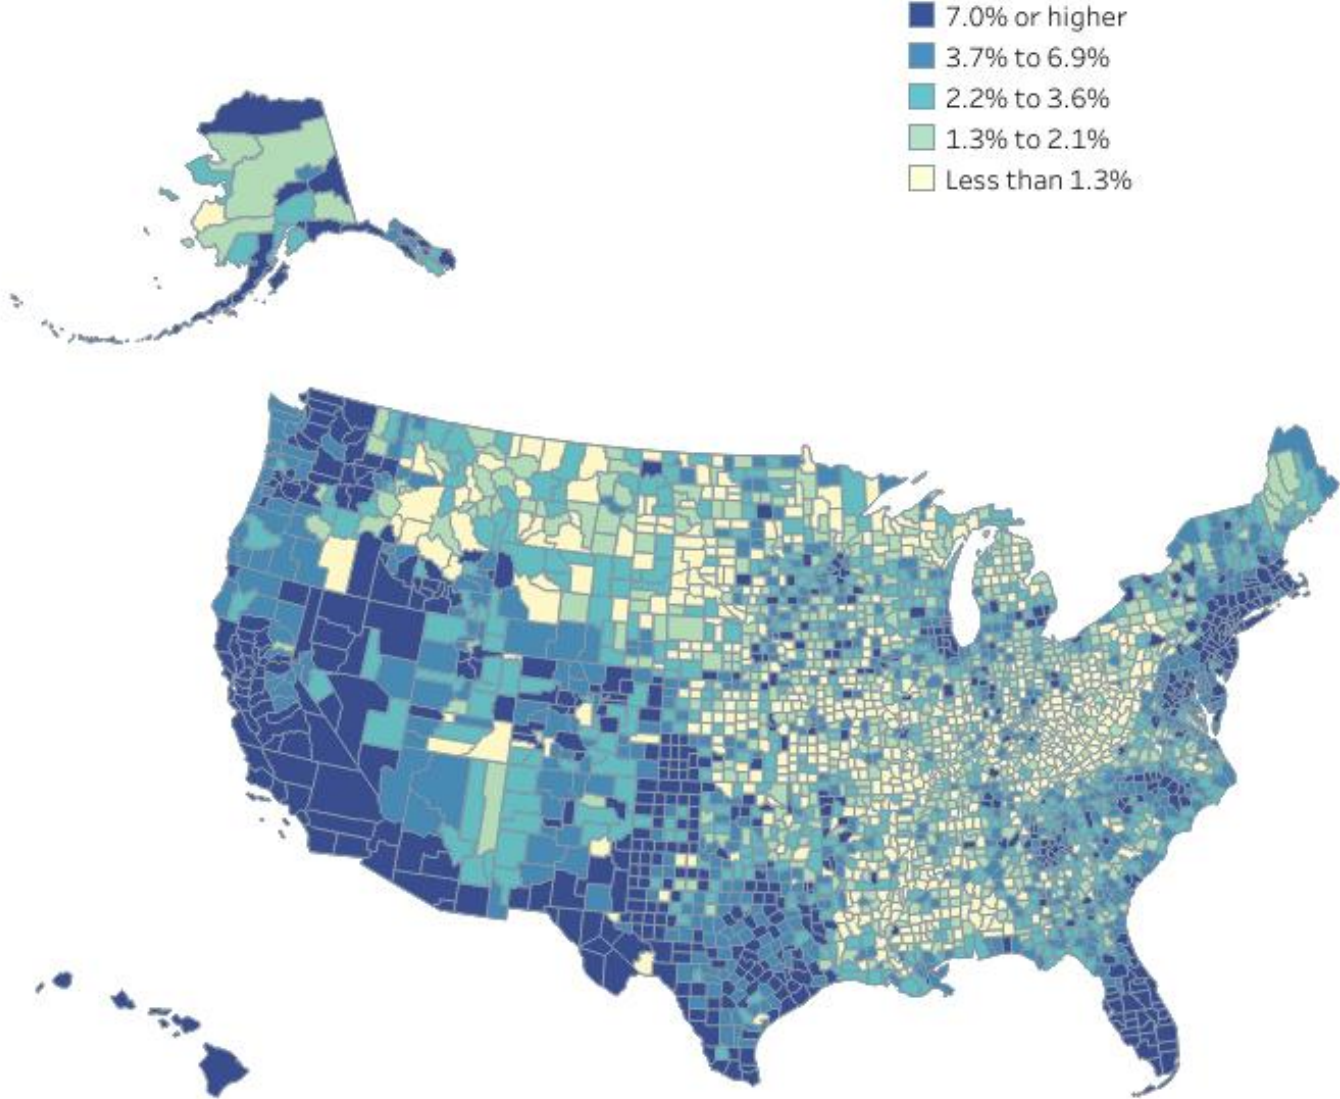 7.0% or higher
3.7% to 6.9%
2.2% to 3.6%
1.3% to 2.1%
Less than 1.3%